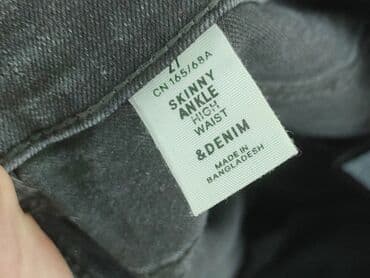 27
CN 165/68A
SKINNY
ANKLE
HIGH
WAIST
&DENIM
MADE IN
BANGLADESH